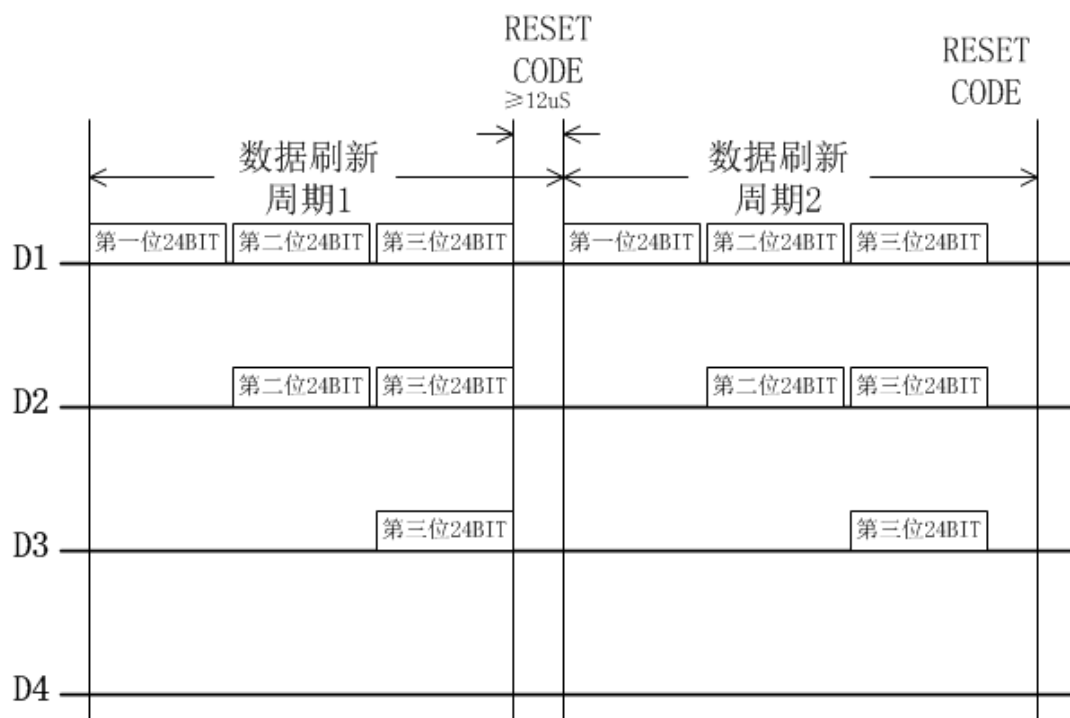 RESET
CODE
≥12uS
RESET
CODE
数据刷新
周期1
数据刷新
周期2
D1
第一位24BIT
第二位24BIT
第三位24BIT
第一位24BIT
第二位24BIT
第三位24BIT
D2
第二位24BIT
第三位24BIT
第二位24BIT
第三位24BIT
D3
第三位24BIT
第三位24BIT
D4